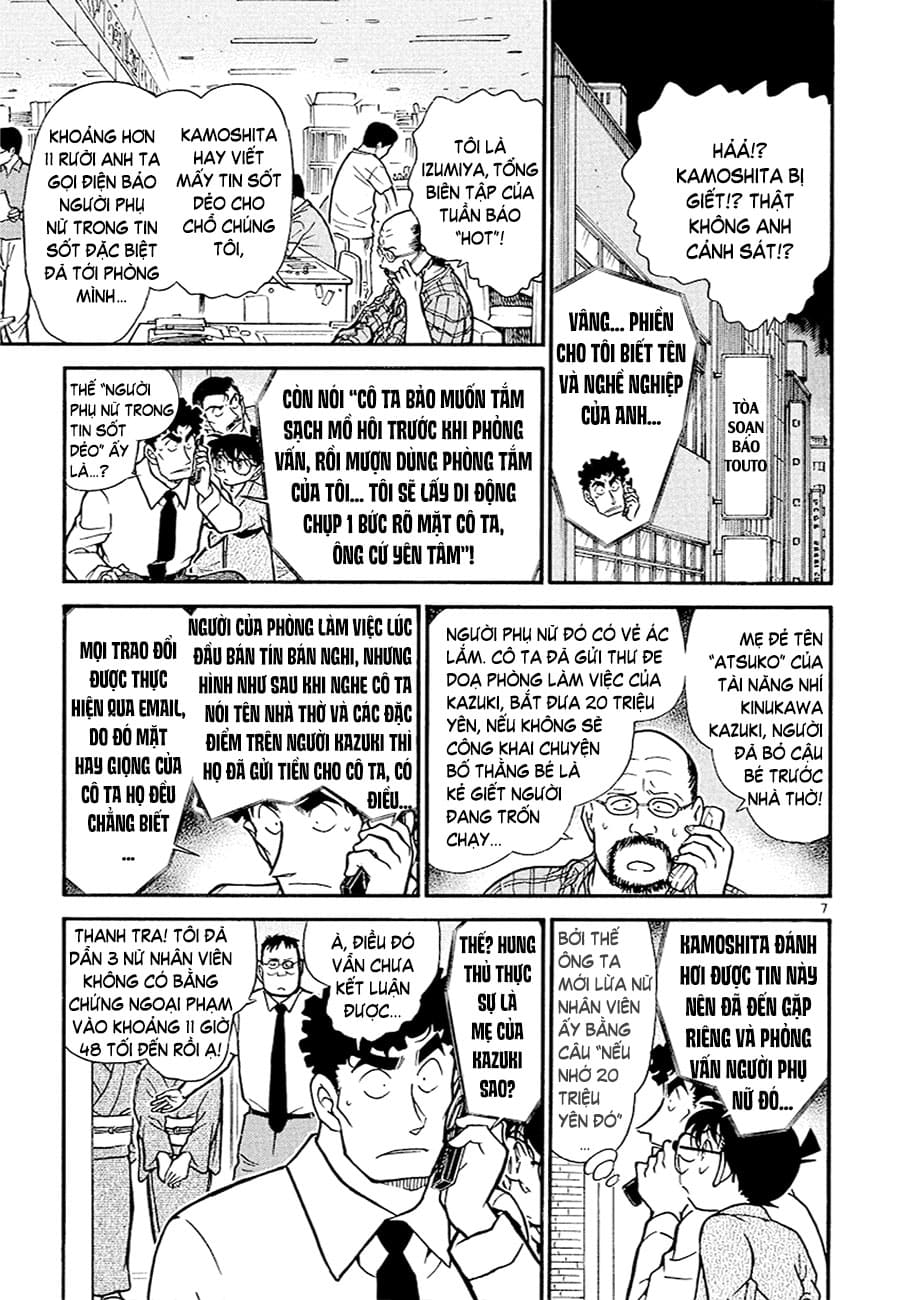 HẢẢ!?
KAMOSHITA BỊ
GIẾT!? THẬT
KHÔNG ANH
CẢNH SÁT!?
VÂNG... PHIỀN
CHO TÔI BIẾT TÊN
VÀ NGHỀ NGHIỆP
CỦA ANH...
TÒA
SOẠN
BÁO
TOUTO
TÔI LÀ
IZUMIYA, TỔNG
BIÊN TẬP CỦA
TUẦN BÁO
“HOT”!
KAMOSHITA
HAY VIẾT
MẤY TIN SỐT
DẺO CHO
CHỖ CHÚNG
TÔI,
KHOẢNG HƠN
11 RƯỠI ANH TA
GỌI ĐIỆN BÁO
NGƯỜI PHỤ
NỮ TRONG TIN
SỐT ĐẶC BIỆT
ĐÃ TỚI PHÒNG
MÌNH...
CÒN NÓI “CÔ TA BẢO MUỐN TẮM
SẠCH MỒ HÔI TRƯỚC KHI PHỎNG
VẤN, RỒI MƯỢN DÙNG PHÒNG TẮM
CỦA TÔI... TÔI SẼ LẤY DI ĐỘNG
CHỤP 1 BỨC RÕ MẶT CÔ TA,
ÔNG CỨ YÊN TÂM”!
THẾ “NGƯỜI
PHỤ NỮ TRONG
TIN SỐT
DẺO” ẤY
LÀ...?
MẸ ĐẺ TÊN
“ATSUKO” CỦA
TÀI NĂNG NHÍ
KINUKAWA
KAZUKI, NGƯỜI
ĐÃ BỎ CẬU
BÉ TRƯỚC
NHÀ THỜ!
NGƯỜI PHỤ NỮ ĐÓ CÓ VẺ ÁC
LẮM. CÔ TA ĐÃ GỬI THƯ ĐE
DOẠ PHÒNG LÀM VIỆC CỦA
KAZUKI, BẮT ĐƯA 20 TRIỆU
YÊN, NẾU KHÔNG SẼ
CÔNG KHAI CHUYỆN
BỐ THẰNG BÉ LÀ
KẺ GIẾT NGƯỜI
ĐANG TRỐN
CHẠY...
NGƯỜI CỦA PHÒNG LÀM VIỆC LÚC
ĐẦU BÁN TÍN BÁN NGHI, NHƯNG
HÌNH NHƯ SAU KHI NGHE CÔ TA
NÓI TÊN NHÀ THỜ VÀ CÁC ĐẶC
ĐIỂM TRÊN NGƯỜI KAZUKI THÌ
HỌ ĐÃ GỬI TIỀN CHO CÔ TA, CÓ
ĐIỀU...
MỌI TRAO ĐỔI
ĐƯỢC THỰC
HIỆN QUA EMAIL,
DO ĐÓ MẶT
HAY GIỌNG CỦA
CÔ TA HỌ ĐỀU
CHẲNG BIẾT
...
7
KAMOSHITA ĐÁNH
HƠI ĐƯỢC TIN NÀY
NÊN ĐÃ ĐẾN GẶP
RIÊNG VÀ PHỎNG
VẤN NGƯỜI PHỤ
NỮ ĐÓ...
BỞI THẾ
ÔNG TA
MỚI LỪA NỮ
NHÂN VIÊN
ẤY BẰNG
CÂU “NẾU
NHỚ 20
TRIỆU
YÊN ĐÓ”
...
THẾ? HUNG
THỦ THỰC
SỰ LÀ
MẸ CỦA
KAZUKI
SAO?
À, ĐIỀU ĐÓ
VẪN CHƯA
KẾT LUẬN
ĐƯỢC...
THANH TRA! TÔI ĐÃ
DẪN 3 NỮ NHÂN VIÊN
KHÔNG CÓ BẰNG
CHỨNG NGOẠI PHẠM
VÀO KHOẢNG 11 GIỜ
48 TỐI ĐẾN RỒI Ạ!